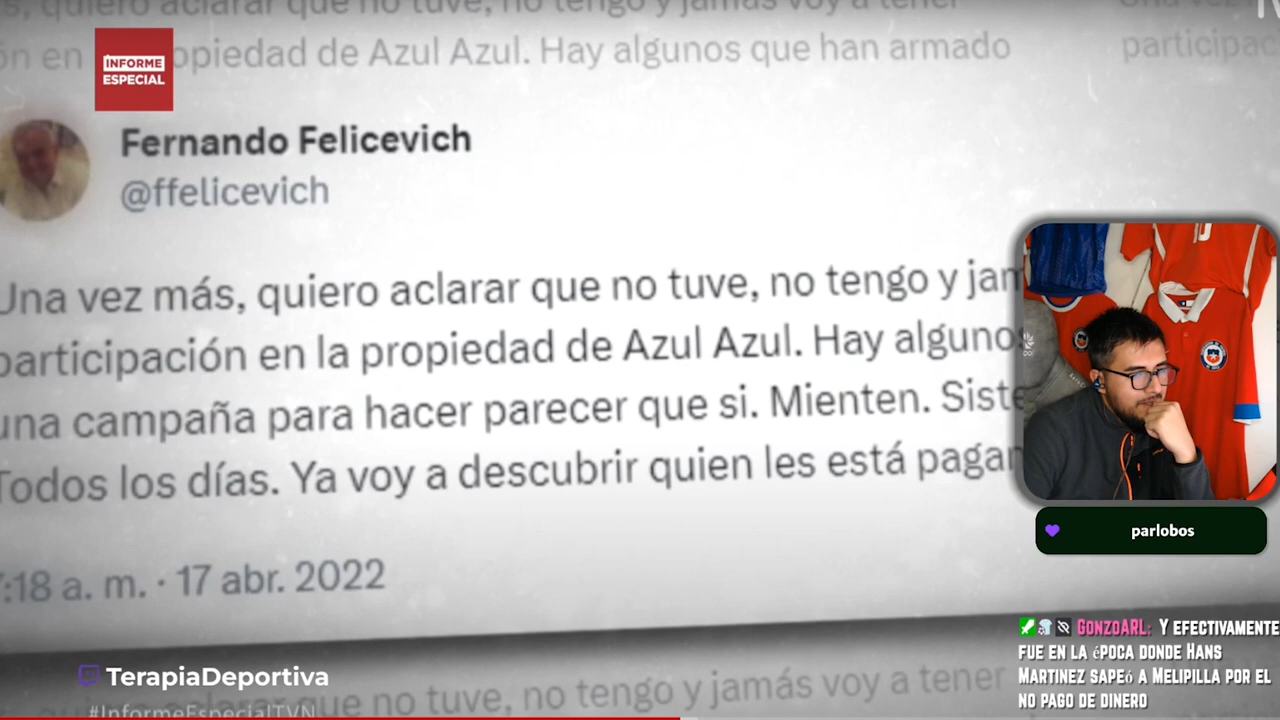 quiero aclarar que no tuve, no tengo y jamás voy a tener
ón en propiedad de Azul Azul. Hay algunos que han armado
INFORME
ESPECIAL
Fernando Felicevich
@ffelicevich
Una vez más, quiero aclarar que no tuve, no tengo y jam
participación en la propiedad de Azul Azul. Hay algunos
una campaña para hacer parecer que si. Mienten. Siste
Todos los días. Ya voy a descubrir quien les está pagan
7:18 a. m. · 17 abr. 2022
parlobos
GonzoARL: Y efectivamente
fue en la época donde Hans
Martinez sapeó a Melipilla por el
no pago de dinero
TerapiaDeportiva
que no tuve, no tengo y jamás voy a tener
#InformeEspecialTVN